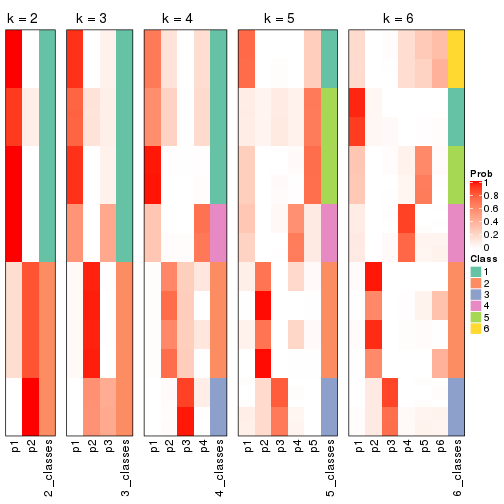 k = 2
k = 3
k = 4
k = 5
k = 6
Prob
1
0.8
0.6
0.4
0.2
0
Class
1
2
3
4
5
6
p1
p2
2_classes
p1
p2
p3
3_classes
p1
p2
p3
p4
4_classes
p1
p2
p3
p4
p5
5_classes
p1
p2
p3
p4
p5
p6
6_classes